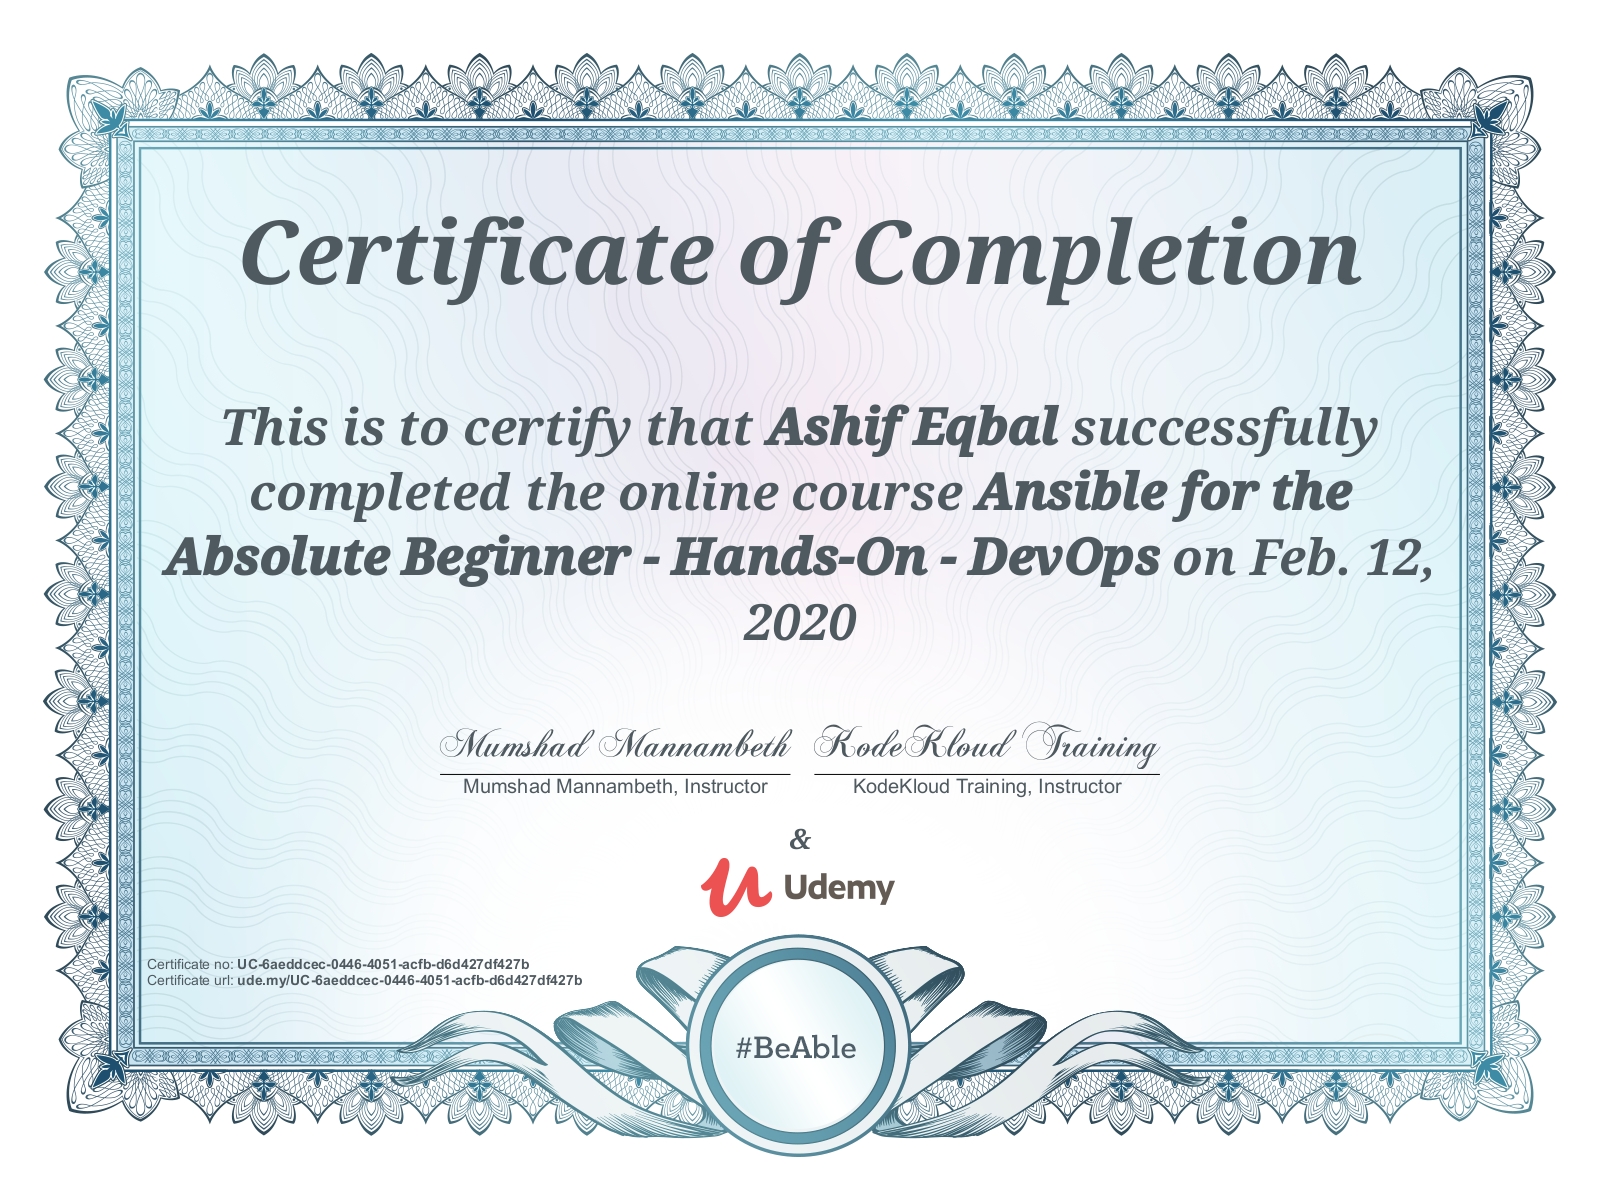 Certificate of Completion
This is to certify that Ashif Eqbal successfully
completed the online course Ansible for the
Absolute Beginner - Hands-On - DevOps on Feb. 12,
2020
Mumshad Mannambeth KodeKloud Training
Mumshad Mannambeth, Instructor KodeKloud Training, Instructor
&
Udemy
Certificate no: UC-6aeddcec-0446-4051-acfb-d6d427df427b
Certificate url: ude.my/UC-6aeddcec-0446-4051-acfb-d6d427df427b
#BeAble